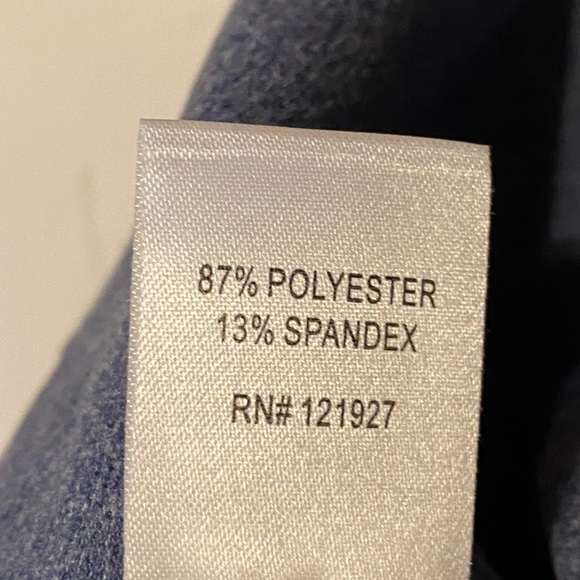 87% POLYESTER
13% SPANDEX
RN# 121927